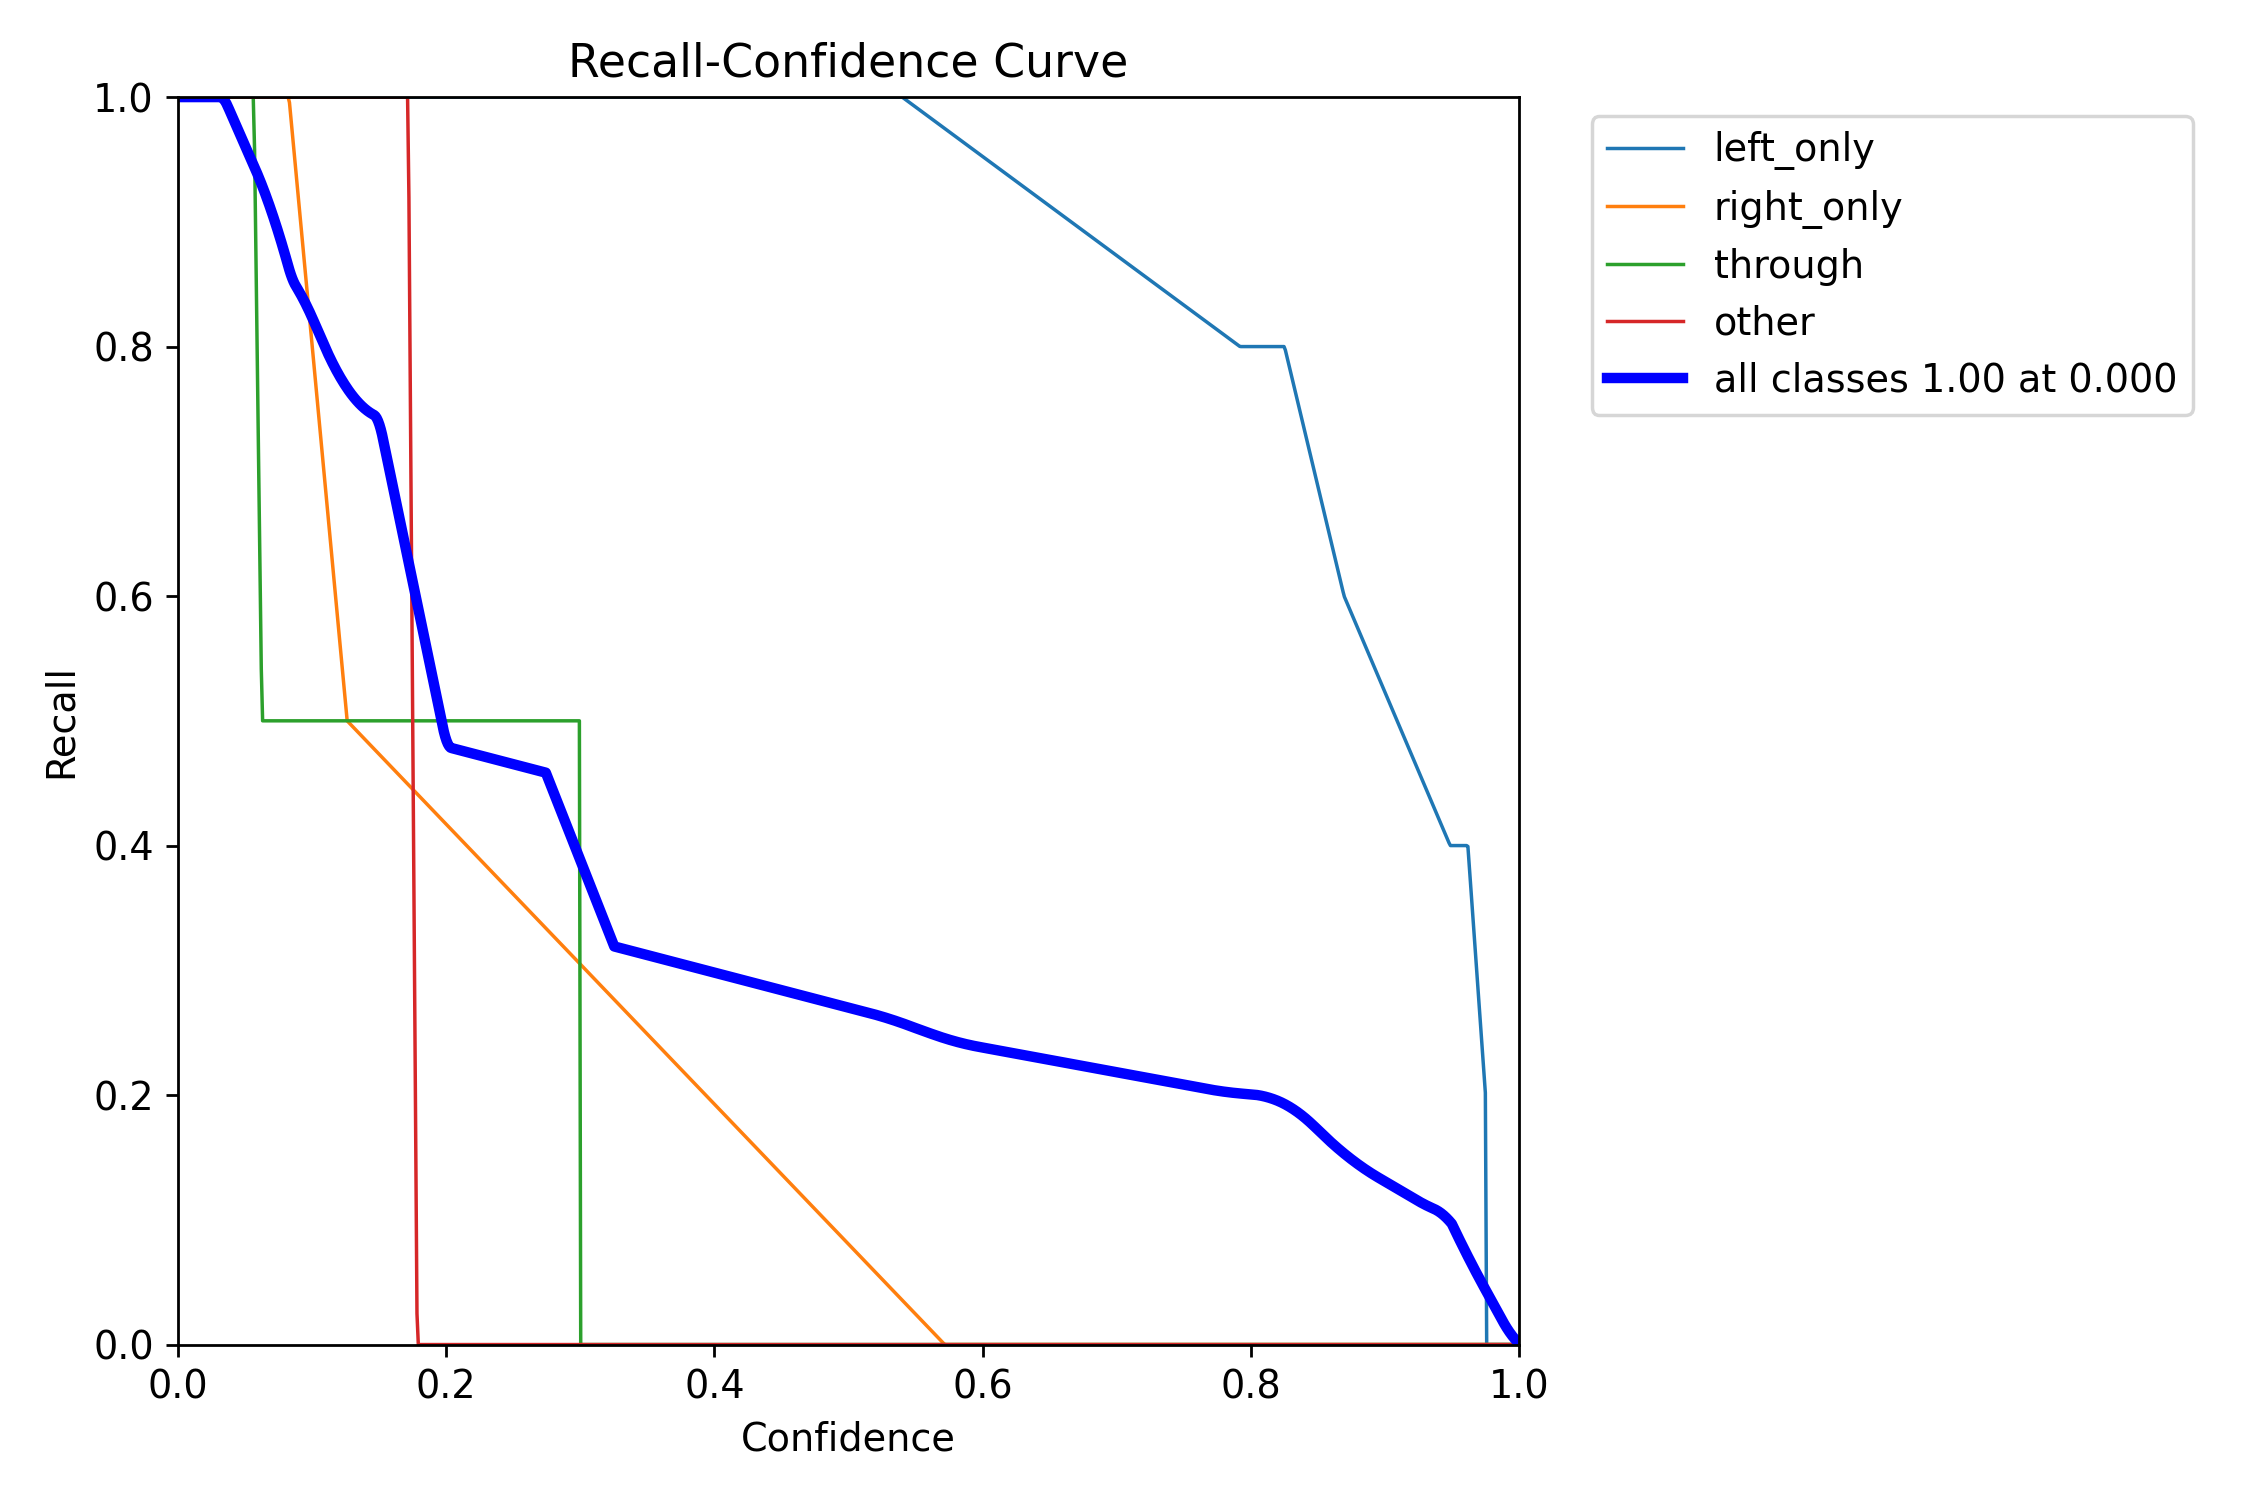 Recall-Confidence Curve
1.0
0.8
0.6
0.4
0.2
0.0
Recall
0.0 0.2 0.4 0.6 0.8 1.0
Confidence
left_only
right_only
through
other
all classes 1.00 at 0.000